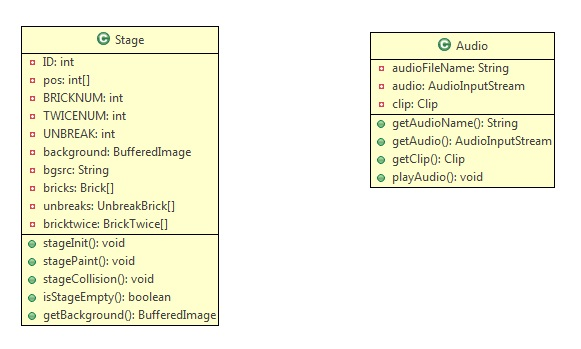 Stage
ID: int
pos: int[]
BRICKNUM: int
TWICENUM: int
UNBREAK: int
background: BufferedImage
bgsrc: String
bricks: Brick[]
unbreaks: UnbreakBrick[]
bricktwice: BrickTwice[]
stageInit(): void
stagePaint(): void
stageCollision(): void
isStageEmpty(): boolean
getBackground(): BufferedImage
Audio
audioFileName: String
audio: AudioInputStream
clip: Clip
getAudioName(): String
getAudio(): AudioInputStream
getClip(): Clip
playAudio(): void